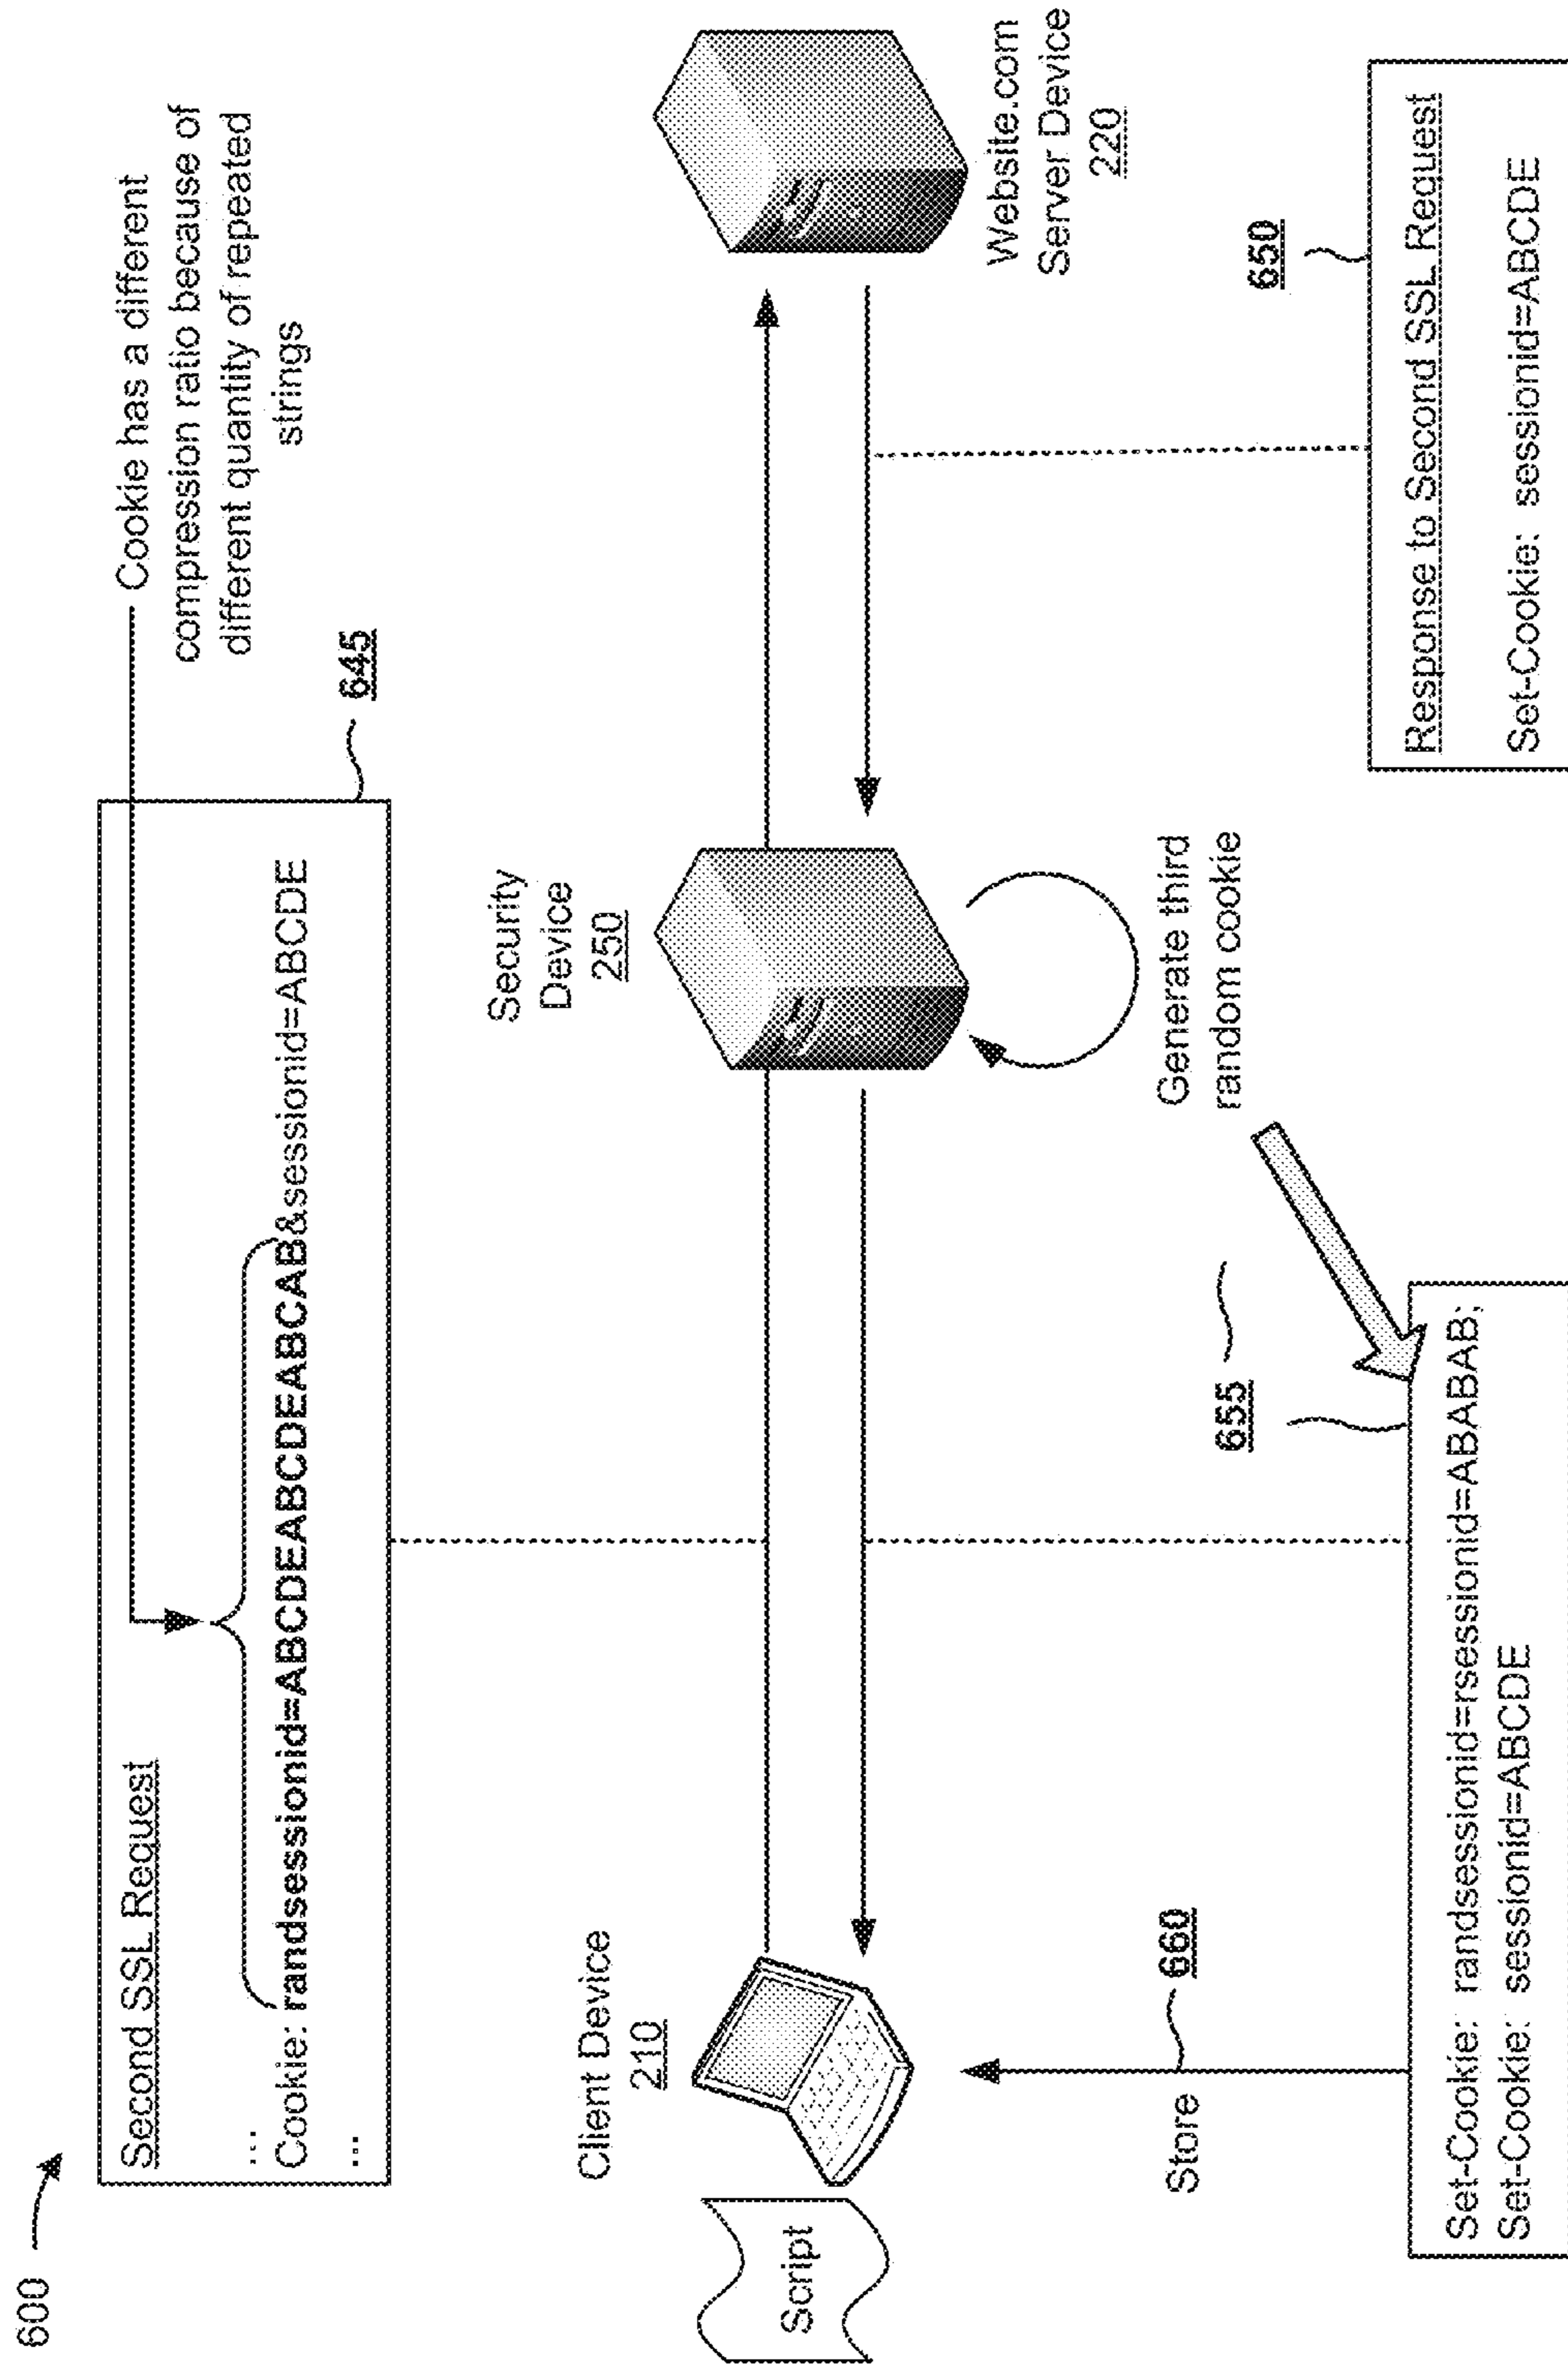 600
Cookie has a different
compression ratio because of
different quantity of repeated
strings
Second SSL Request
...
Cookie: randsessionid=ABCDEABCDEABCDEABCAB&sessionid=ABCDE
...
645
Security
Device
250
Client Device
210
Script
Website.com
Server Device
220
Generate third
random cookie
650
Response to Second SSL Request
Set-Cookie: sessionid=ABCDE
655
Store
660
Set-Cookie: randsessionid=rsessionid=ABABAB;
Set-Cookie: sessionid=ABCDE